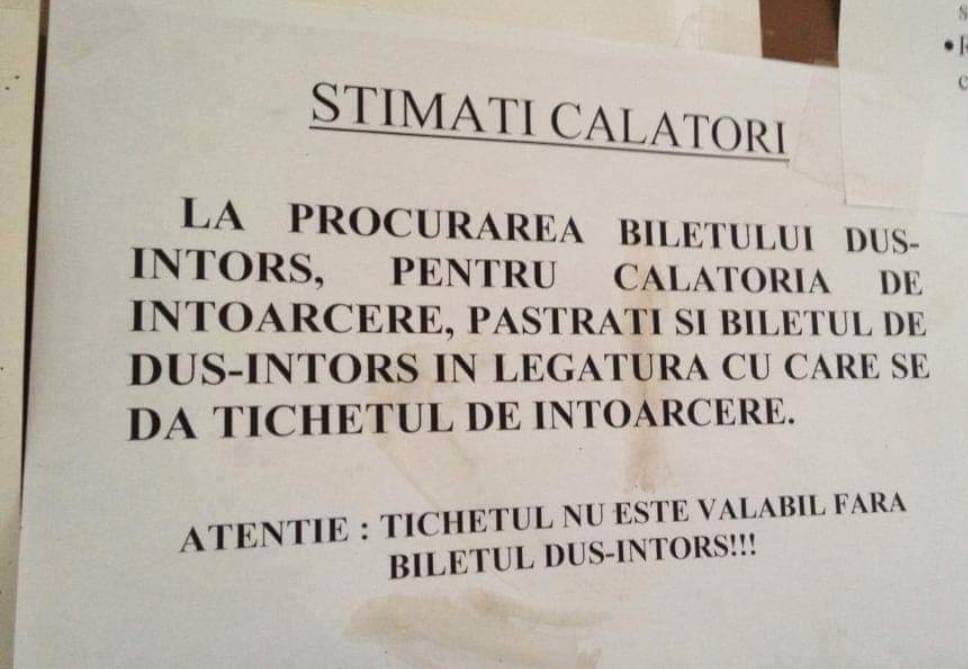 STIMATI CALATORI
LA PROCURAREA BILETULUI DUS-
INTORS, PENTRU CALATORIA DE
INTOARCERE, PASTRATI SI BILETUL DE
DUS-INTORS IN LEGATURA CU CARE SE
DA TICHETUL DE INTOARCERE.
ATENTIE : TICHETUL NU ESTE VALABIL FARA
BILETUL DUS-INTORS!!!